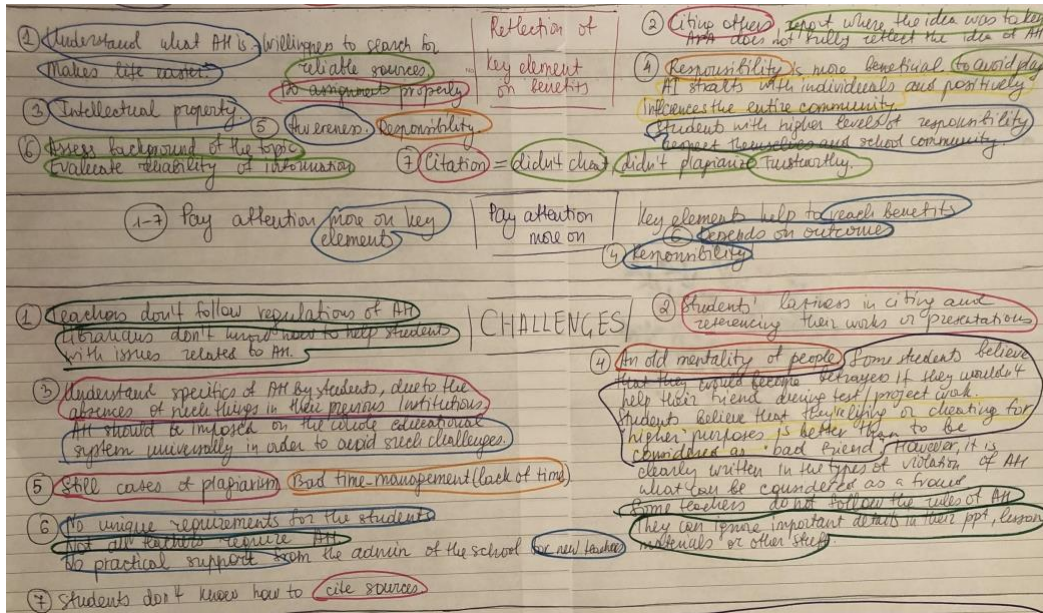 ① Understand what AH is. Willingness to search for
Makes life easier. reliable sources.
Do assignment properly
③ Intellectual property.
⑤ Awereness. Responsibility.
⑥ Assess background of the topic
Evaluate reliability of information
Reflection of
key element
on benefits
② Citing others report where the idea was taken
APA does not fully reflect the idea of AH
④ Responsibility is more beneficial to avoid plag
AI stralts with individuals and positively
influences the entire community.
Student with higher levels of responsibility
respect themselves and school community.
⑦ Citation = didn't cheat didn't plagiarize trustworthy.
①-⑦ Pay attention more on key
elements
Pay attention
more on
Key elements help to reach benefits
⑥ Depends on outcome
④ Responsibility
CHALLENGES
① Teachers don't follow regulations of AH
Librarians don't know how to help students
with issues relates to AH.
② Students' laziness in citing and
referencing their works or presentations
③ Understand specifics of AH by students, due to the
absences of such things in their previous institutions
AH should be imposed on the whole educational
system universally in order to avoid such challenges.
④ An old mentality of people Some students believe
that they would become betrayers if they wouldn't
help their friend during test/project work.
Students believe that they lying or cheating for
higher purposes is better than to be
considered as "bad friend". However, it is
clearly written in the types of violation of AH
what can be considered as a fraud
Some teachers do not follow the rules of AH
They can ignore important details in their ppt, lesson
materials or other stuff
⑤ Still cases of plagiarism Bad time-management (lack of time)
⑥ No unique requirements for the students
Not all teachers require AH
No practical support from the admin of the school for new teachers
⑦ Students don't know how to cite sources